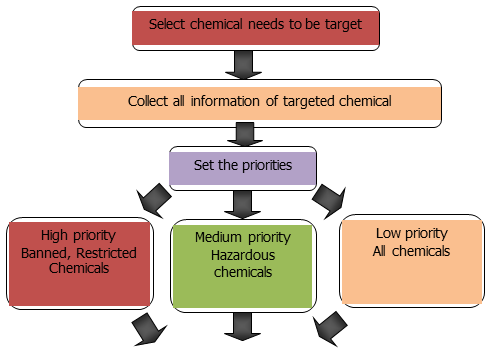 Select chemical needs to be target
Collect all information of targeted chemical
Set the priorities
High priority
Banned, Restricted
Chemicals
Medium priority
Hazardous
chemicals
Low priority
All chemicals